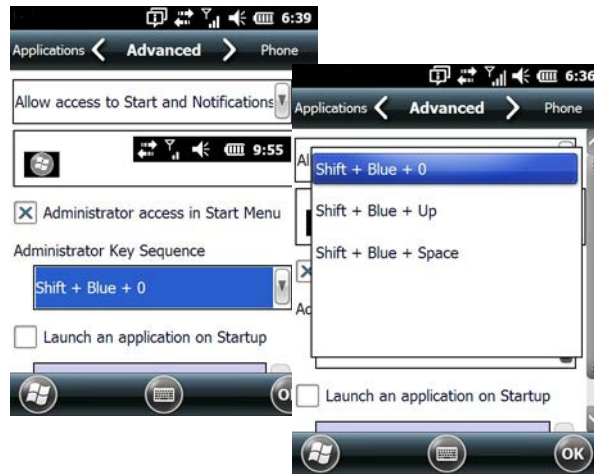 6:39
Applications Advanced Phone
Allow access to Start and Notifications
9:55
Administrator access in Start Menu
Administrator Key Sequence
Shift + Blue + 0
Launch an application on Startup
6:36
Applications Advanced Phone
Al
Shift + Blue + 0
Shift + Blue + Up
Shift + Blue + Space
Ad
Launch an application on Startup
OK